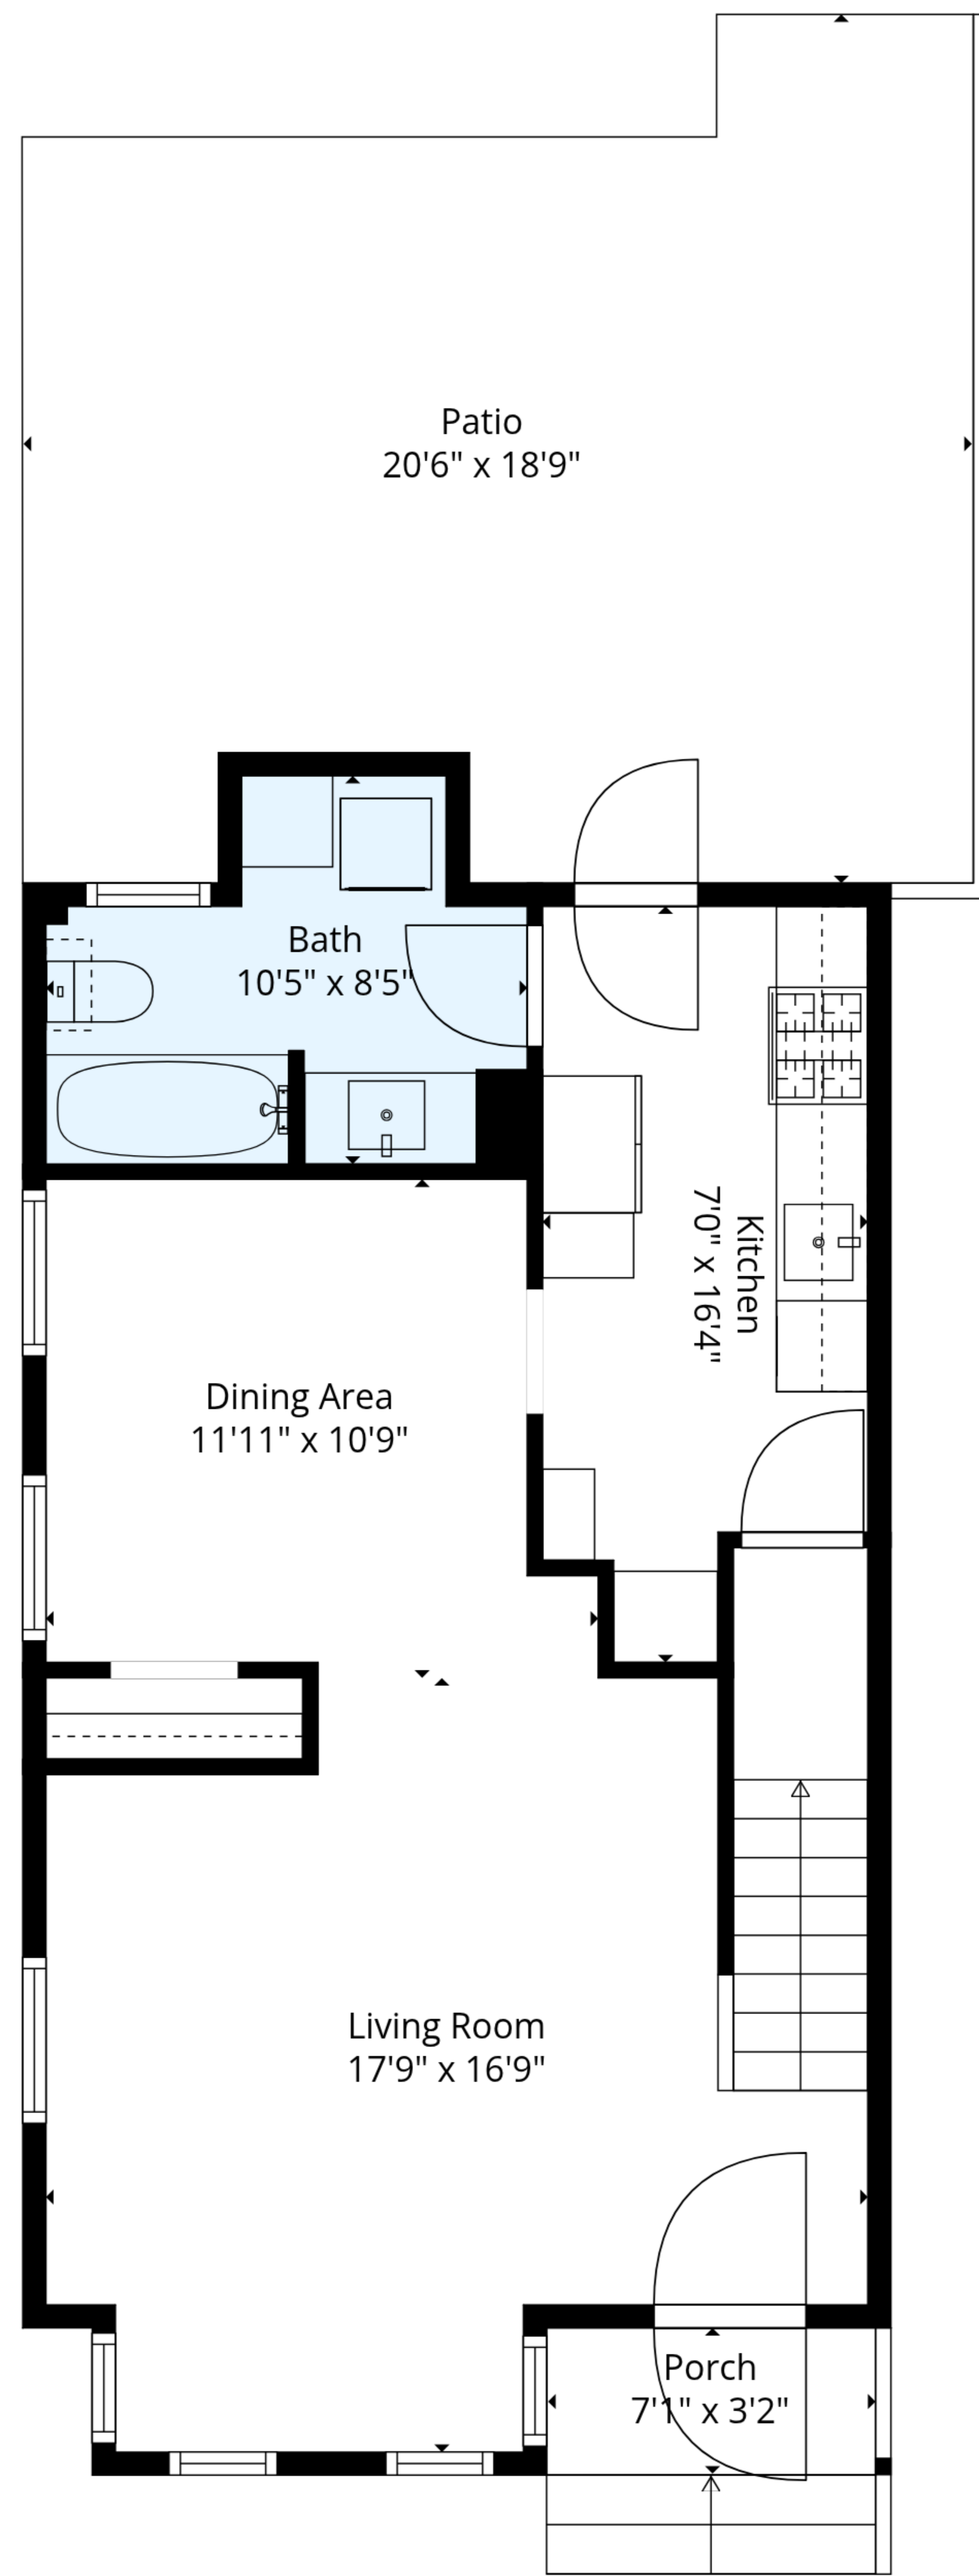 Patio
20'6" x 18'9"
Bath
10'5" x 8'5"
Kitchen
7'0" x 16'4"
Dining Area
11'11" x 10'9"
Living Room
17'9" x 16'9"
Porch
7'1" x 3'2"